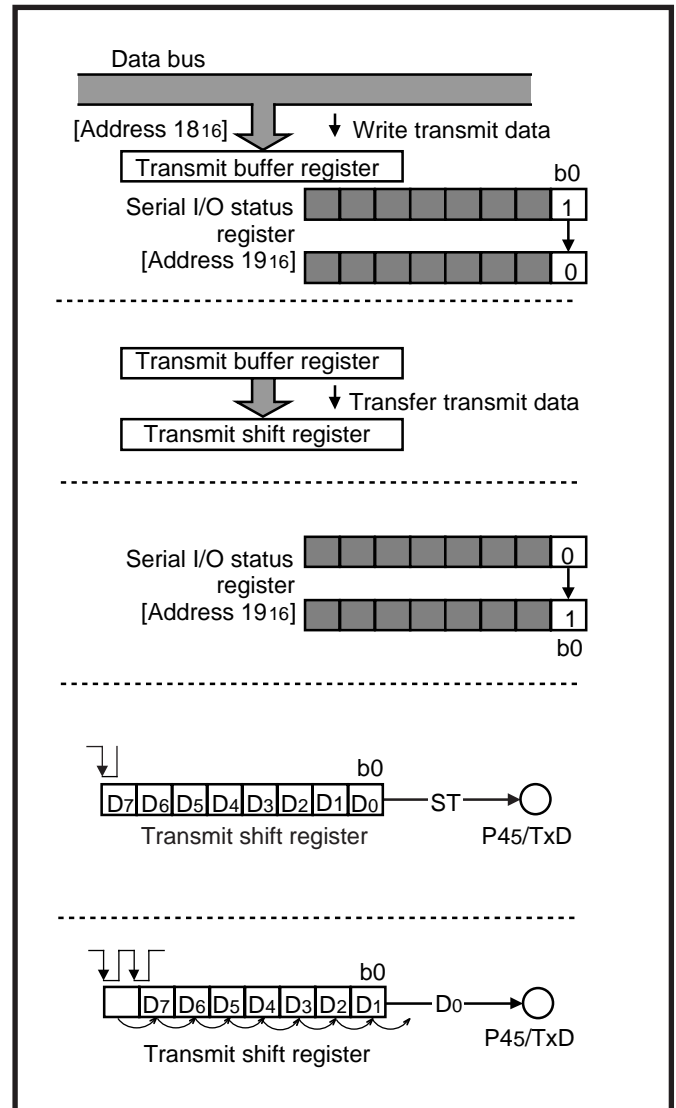 Data bus
[Address 1816] Write transmit data
Transmit buffer register
b0
Serial I/O status 1
register
[Address 1916] 0
Transmit buffer register
Transfer transmit data
Transmit shift register
Serial I/O status 0
register
[Address 1916] 1
b0
b0
D7 D6 D5 D4 D3 D2 D1 D0 ST
Transmit shift register P45/TxD
b0
D7 D6 D5 D4 D3 D2 D1 D0
P45/TxD
Transmit shift register